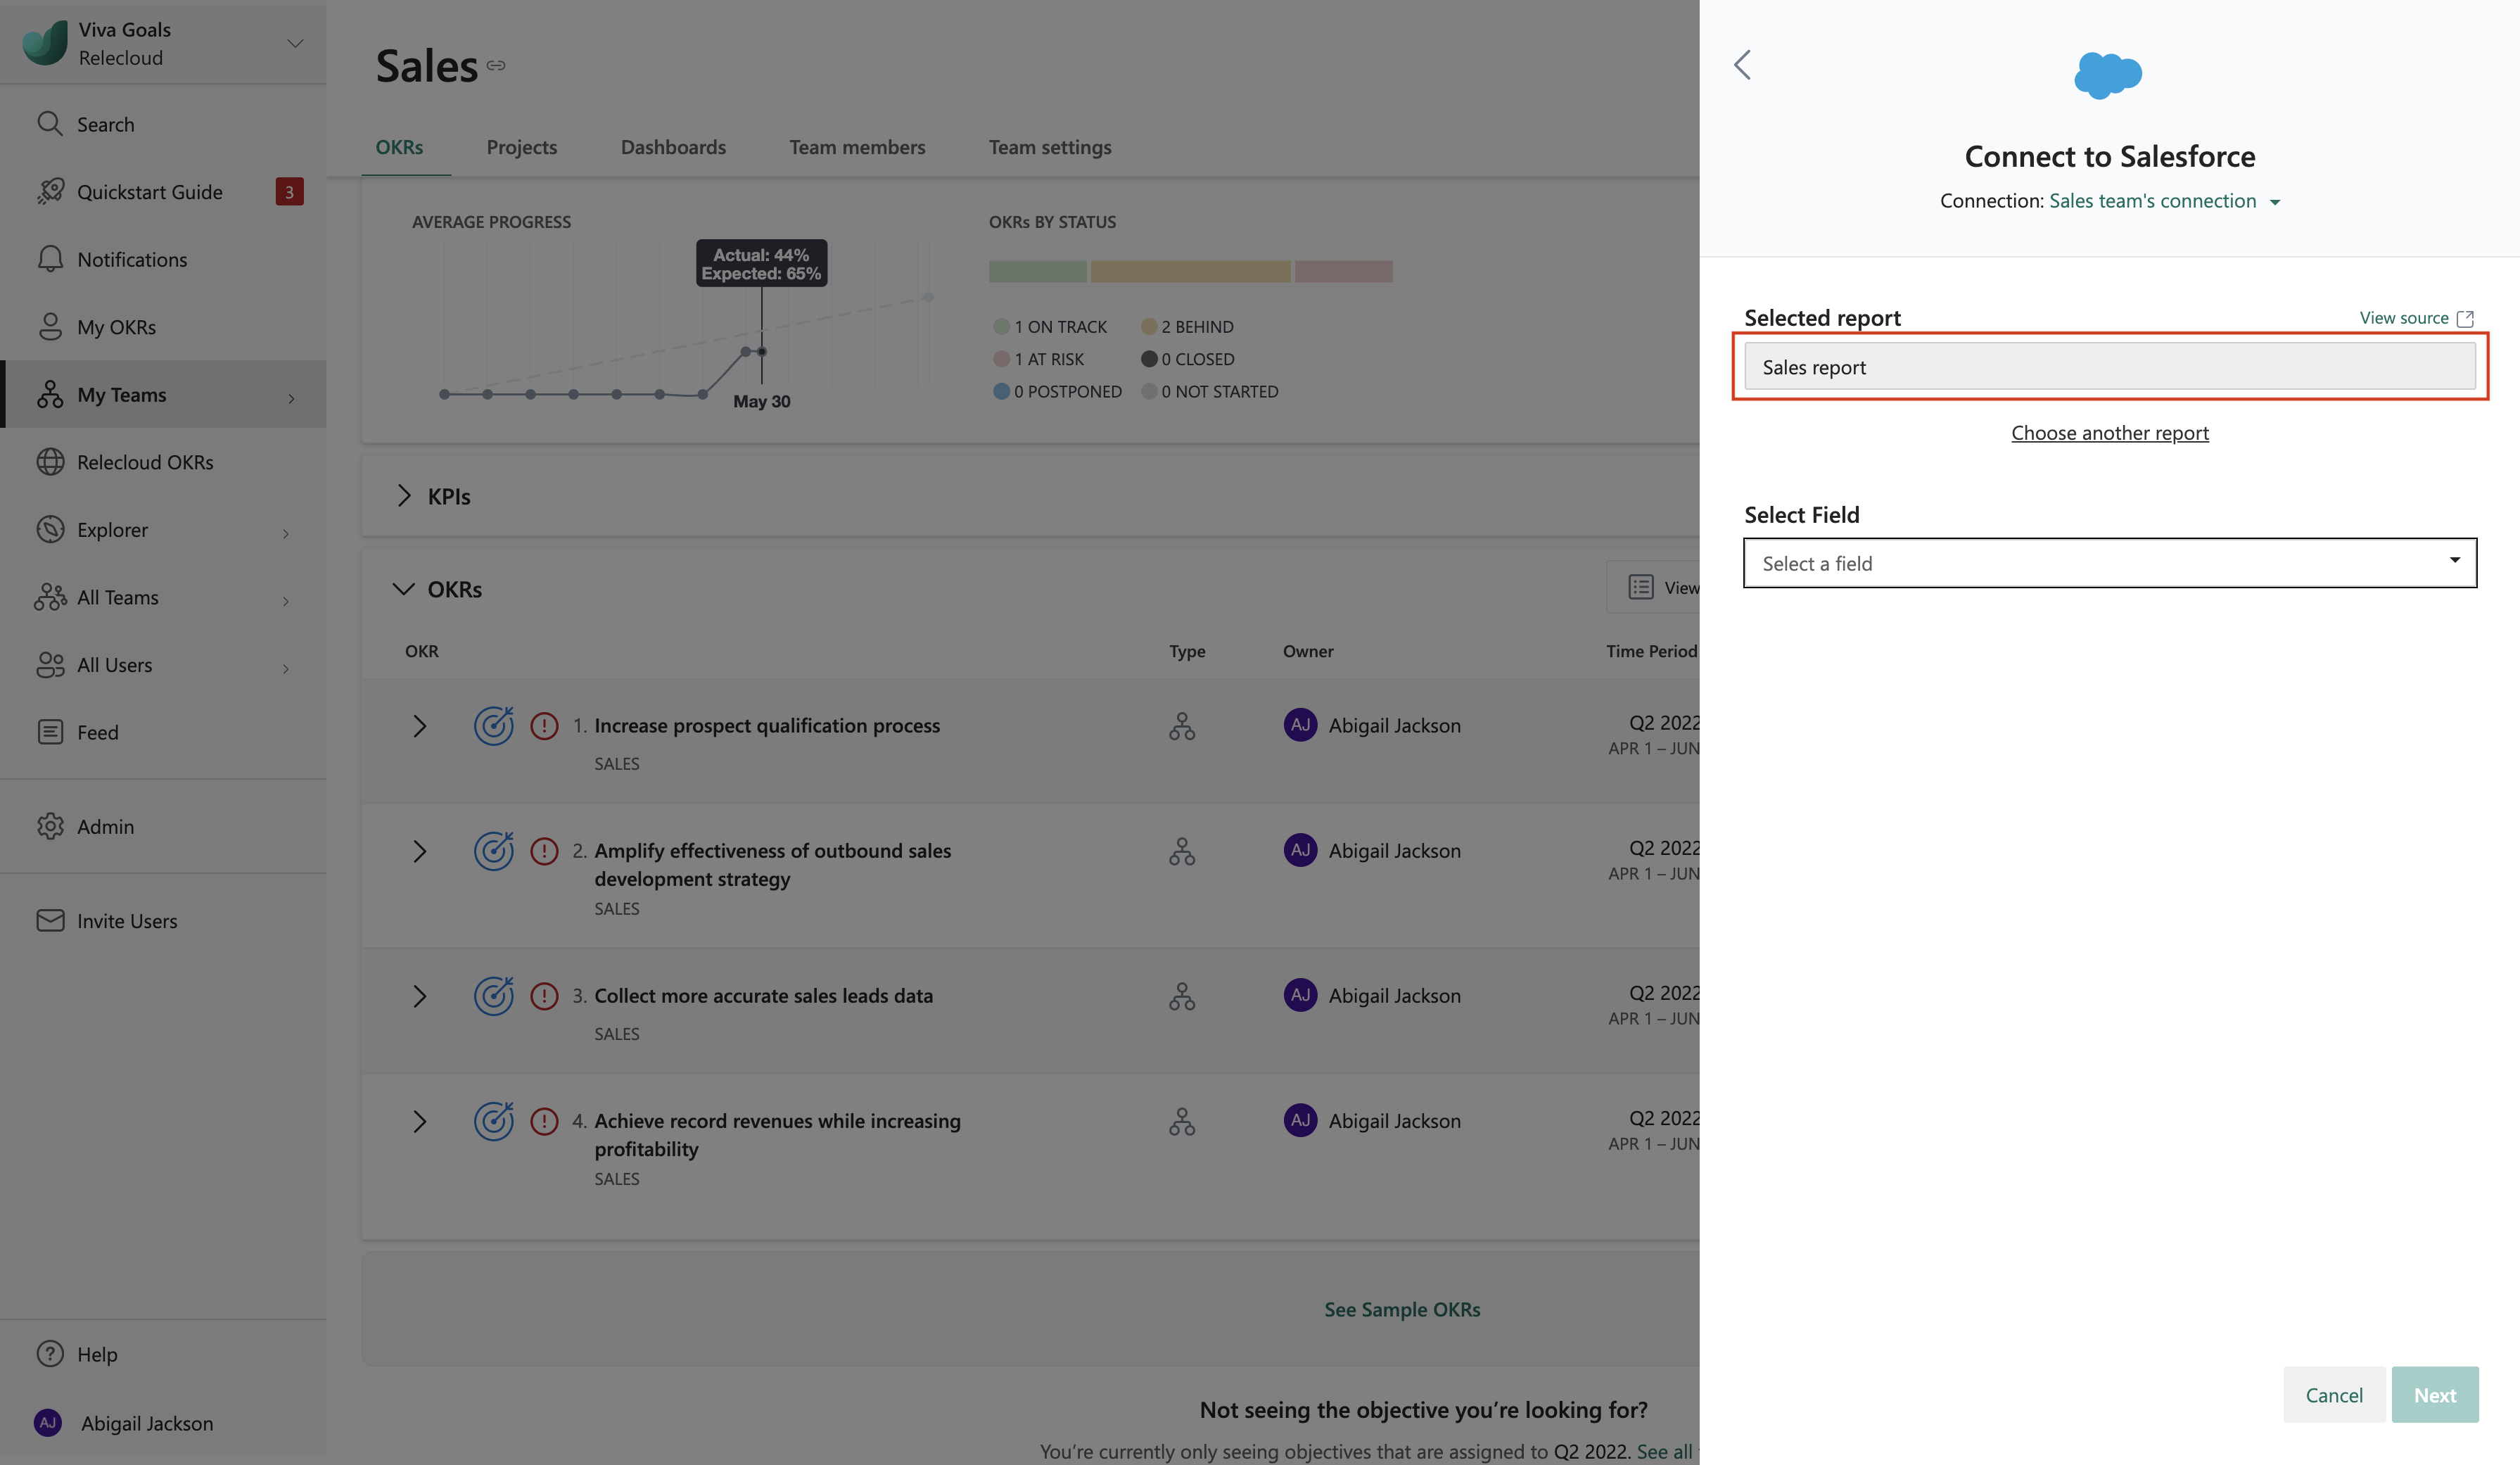 Viva Goals
Relecloud
Search
Quickstart Guide 3
Notifications
My OKRs
My Teams
Relecloud OKRs
Explorer
All Teams
All Users
Feed
Admin
Invite Users
Help
AJ Abigail Jackson
Sales
OKRs Projects Dashboards Team members Team settings
AVERAGE PROGRESS
Actual: 44%
Expected: 65%
May 30
OKRs BY STATUS
1 ON TRACK 2 BEHIND
1 AT RISK 0 CLOSED
0 POSTPONED 0 NOT STARTED
KPIs
OKRs View
OKR Type Owner Time Period
1. Increase prospect qualification process AJ Abigail Jackson Q2 2022
SALES APR 1 – JUN
2. Amplify effectiveness of outbound sales AJ Abigail Jackson Q2 2022
development strategy APR 1 – JUN
SALES
3. Collect more accurate sales leads data AJ Abigail Jackson Q2 2022
SALES APR 1 – JUN
4. Achieve record revenues while increasing AJ Abigail Jackson Q2 2022
profitability APR 1 – JUN
SALES
See Sample OKRs
Not seeing the objective you’re looking for?
You’re currently only seeing objectives that are assigned to Q2 2022. See all
Connect to Salesforce
Connection: Sales team's connection
Selected report View source
Sales report
Choose another report
Select Field
Select a field
Cancel Next